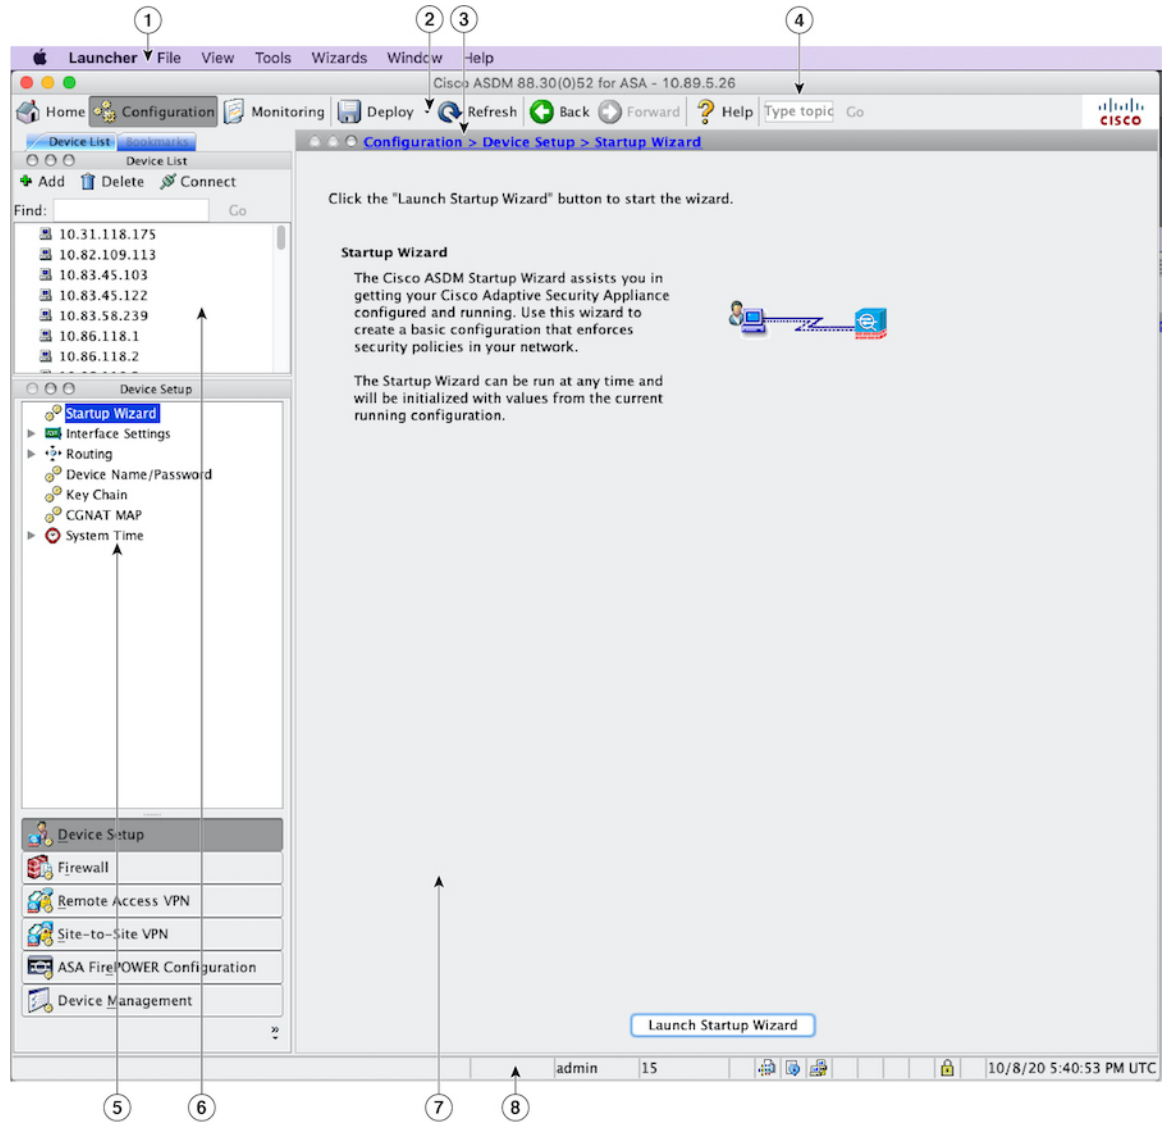 1 2 3 4
Launcher File View Tools Wizards Window Help
Cisco ASDM 88.30(0)52 for ASA - 10.89.5.26
Home Configuration Monitoring Deploy Refresh Back Forward Help Type topic Go
CISCO
Device List Bookmarks
Configuration > Device Setup > Startup Wizard
Device List
Add Delete Connect
Find: Go
10.31.118.175
10.82.109.113
10.83.45.103
10.83.45.122
10.83.58.239
10.86.118.1
10.86.118.2
Device Setup
Startup Wizard
Interface Settings
Routing
Device Name/Password
Key Chain
CGNAT MAP
System Time
Device Setup
Firewall
Remote Access VPN
Site-to-Site VPN
ASA FirePOWER Configuration
Device Management
Click the "Launch Startup Wizard" button to start the wizard.
Startup Wizard
The Cisco ASDM Startup Wizard assists you in
getting your Cisco Adaptive Security Appliance
configured and running. Use this wizard to
create a basic configuration that enforces
security policies in your network.
The Startup Wizard can be run at any time and
will be initialized with values from the current
running configuration.
Launch Startup Wizard
admin 15 10/8/20 5:40:53 PM UTC
5 6 7 8